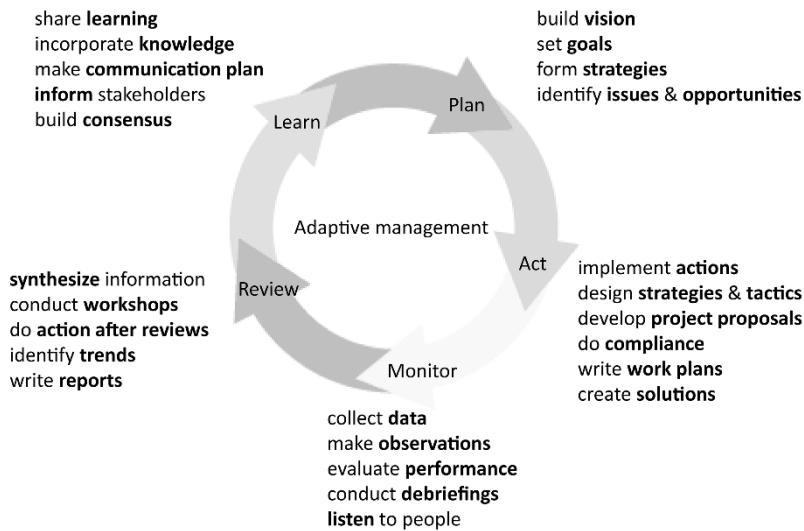 share learning
incorporate knowledge
make communication plan
inform stakeholders
build consensus
build vision
set goals
form strategies
identify issues & opportunities
Learn
Plan
Adaptive management
Act
Review
Monitor
synthesize information
conduct workshops
do action after reviews
identify trends
write reports
implement actions
design strategies & tactics
develop project proposals
do compliance
write work plans
create solutions
collect data
make observations
evaluate performance
conduct debriefings
listen to people